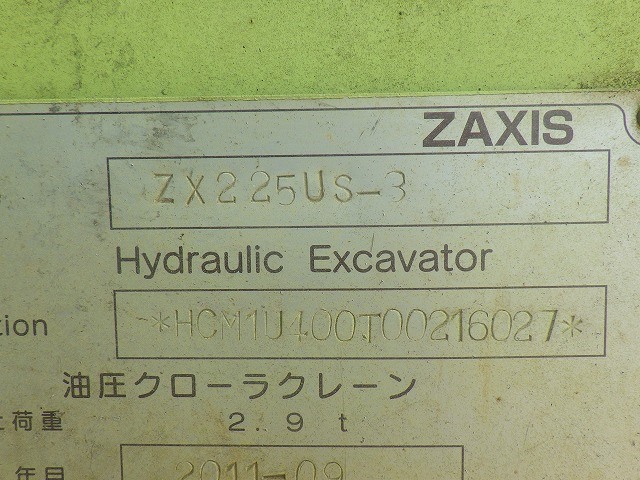 ZAXIS
ZX225US-3
Hydraulic Excavator
tion *HCM1U400T00216027*
油圧クローラクレーン
荷重 2.9 t
年月 2011-09